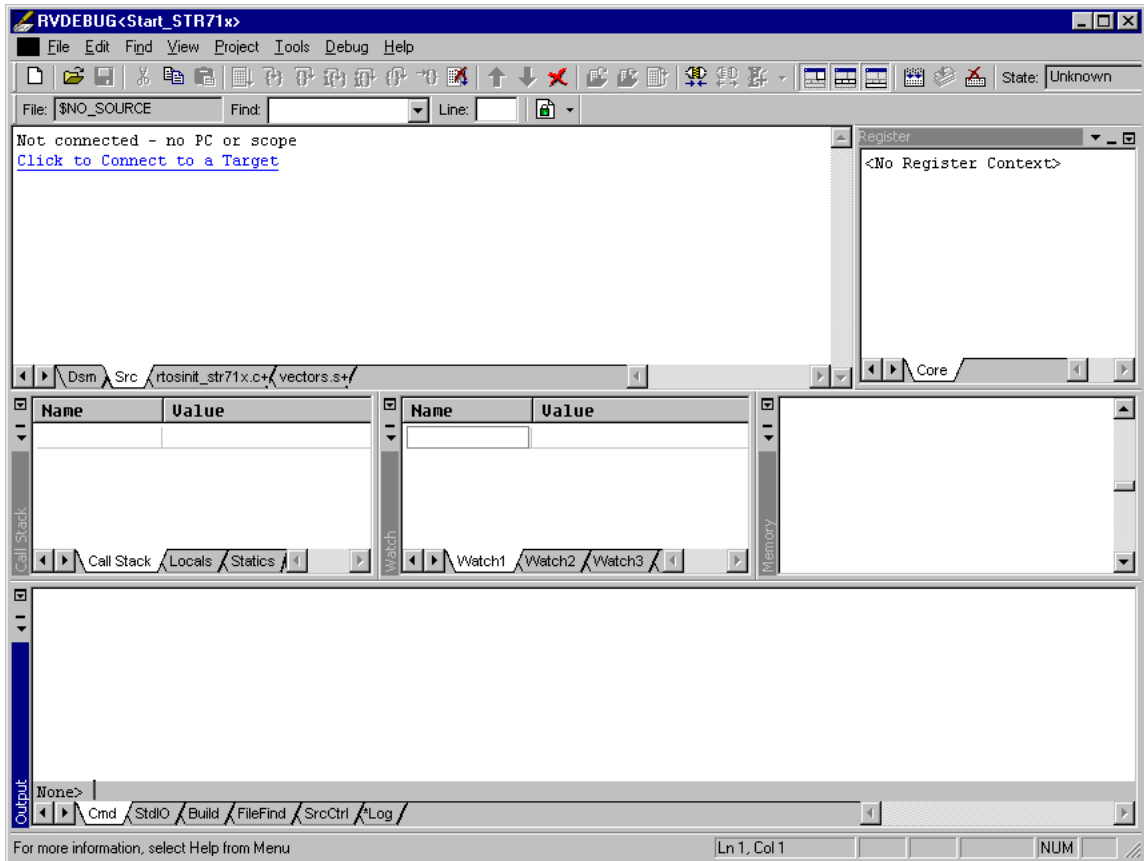 RVDEBUG<Start_STR71x>
File Edit Find View Project Tools Debug Help
State: Unknown
File: $NO_SOURCE Find: Line:
Not connected - no PC or scope
Click to Connect to a Target
Register
<No Register Context>
Dsm Src rtosinit_str71x.c+ vectors.s+
Core
Name Value
Name Value
Call Stack
Watch
Memory
Call Stack Locals Statics
Watch1 Watch2 Watch3
Output
None>
Cmd StdIO Build FileFind SrcCtrl *Log
For more information, select Help from Menu Ln 1, Col 1 NUM